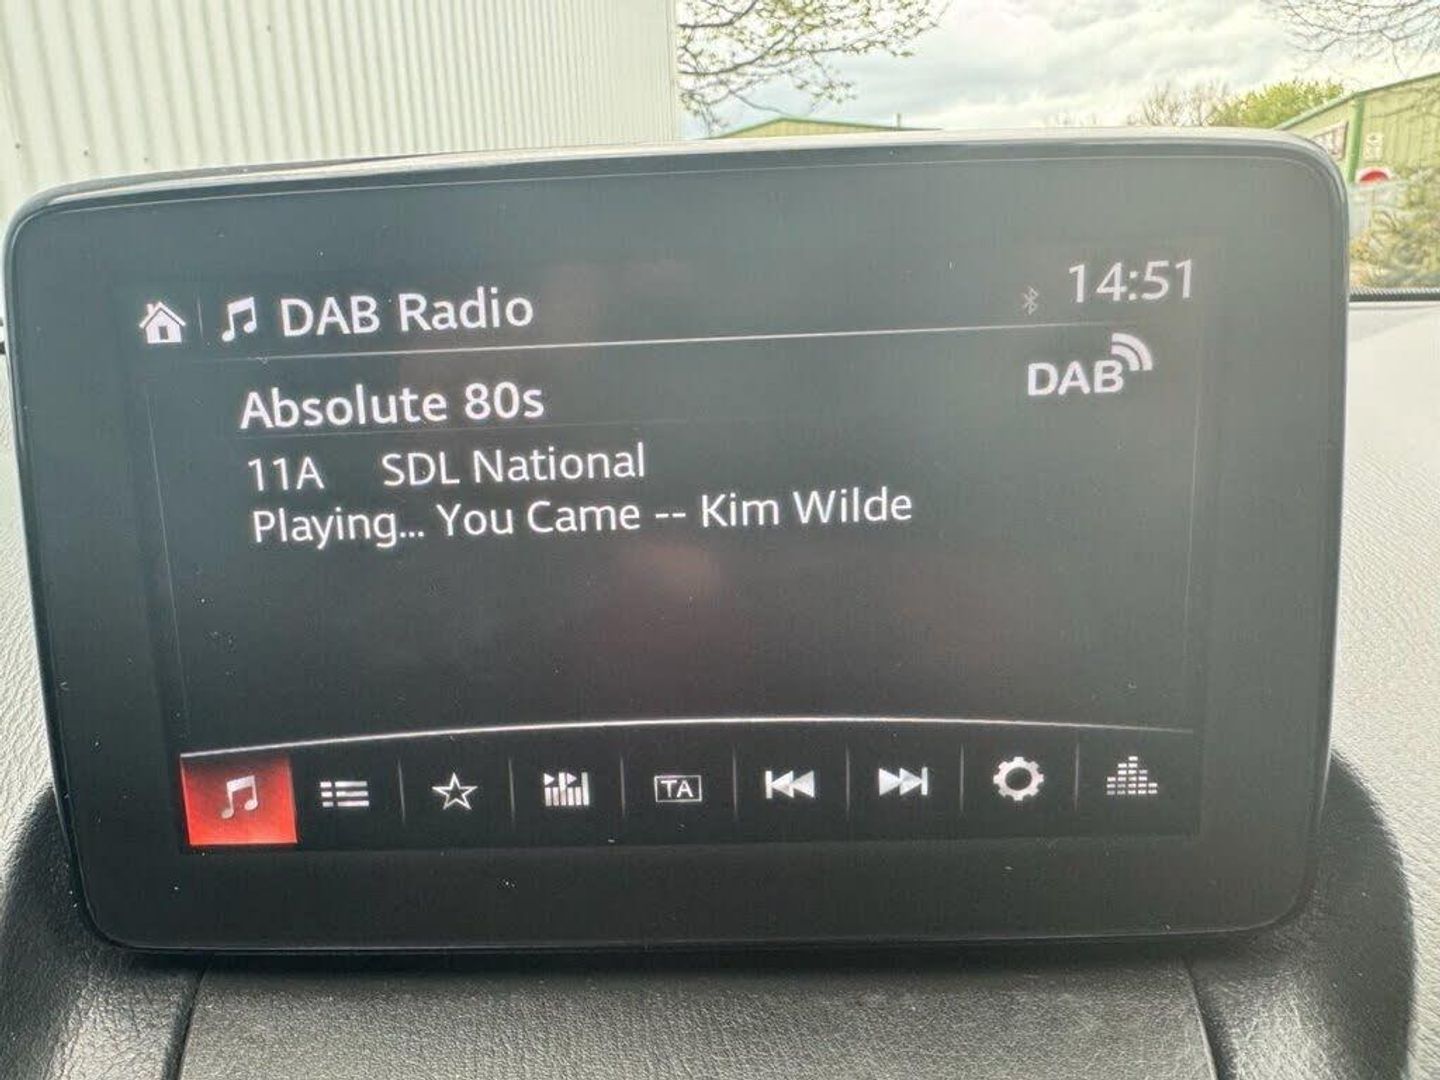 DAB Radio
14:51
Absolute 80s
DAB
11A SDL National
Playing... You Came -- Kim Wilde
TA